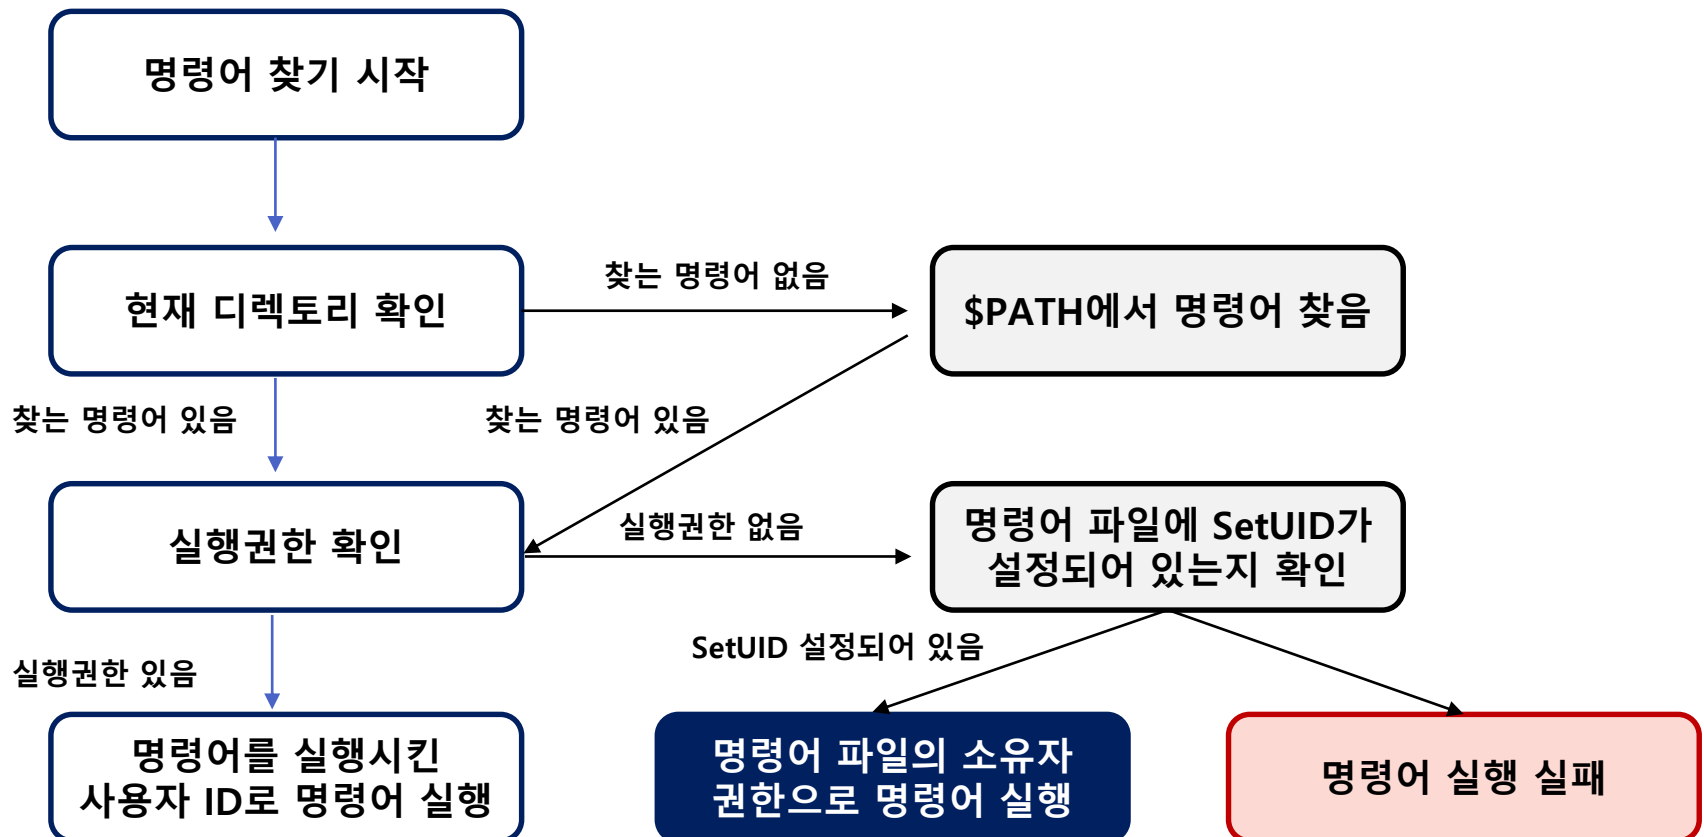 명령어 찾기 시작
현재 디렉토리 확인
찾는 명령어 없음
$PATH에서 명령어 찾음
찾는 명령어 있음
찾는 명령어 있음
실행권한 확인
실행권한 없음
명령어 파일에 SetUID가
설정되어 있는지 확인
실행권한 있음
SetUID 설정되어 있음
명령어를 실행시킨
사용자 ID로 명령어 실행
명령어 파일의 소유자
권한으로 명령어 실행
명령어 실행 실패